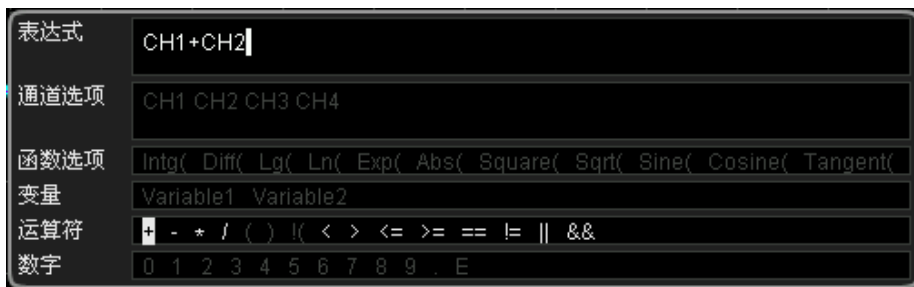 表达式 CH1+CH2
通道选项 CH1 CH2 CH3 CH4
函数选项 Intg( Diff( Lg( Ln( Exp( Abs( Square( Sqrt( Sine( Cosine( Tangent(
变量 Variable1 Variable2
运算符 + - * / ( ) !( < > <= >= == != || &&
数字 0 1 2 3 4 5 6 7 8 9 . E